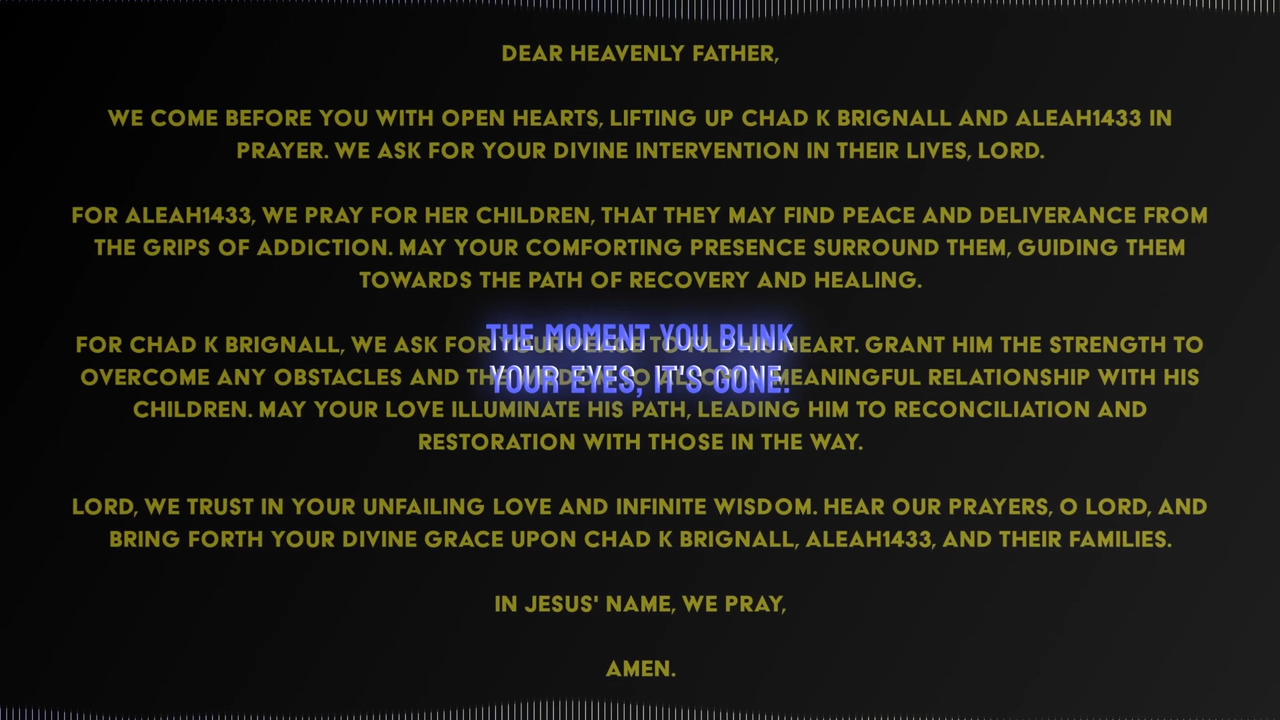 DEAR HEAVENLY FATHER,
WE COME BEFORE YOU WITH OPEN HEARTS, LIFTING UP CHAD K BRIGNALL AND ALEAH1433 IN
PRAYER. WE ASK FOR YOUR DIVINE INTERVENTION IN THEIR LIVES, LORD.
FOR ALEAH1433, WE PRAY FOR HER CHILDREN, THAT THEY MAY FIND PEACE AND DELIVERANCE FROM
THE GRIPS OF ADDICTION. MAY YOUR COMFORTING PRESENCE SURROUND THEM, GUIDING THEM
TOWARDS THE PATH OF RECOVERY AND HEALING.
FOR CHAD K BRIGNALL, WE ASK FOR YOUR PEACE TO FILL HIS HEART. GRANT HIM THE STRENGTH TO
OVERCOME ANY OBSTACLES AND MEANINGFUL RELATIONSHIP WITH HIS
CHILDREN. MAY YOUR LOVE ILLUMINATE HIS PATH, LEADING HIM TO RECONCILIATION AND
RESTORATION WITH THOSE IN THE WAY.
THE MOMENT YOU BLINK
YOUR EYES, IT'S GONE.
LORD, WE TRUST IN YOUR UNFAILING LOVE AND INFINITE WISDOM. HEAR OUR PRAYERS, O LORD, AND
BRING FORTH YOUR DIVINE GRACE UPON CHAD K BRIGNALL, ALEAH1433, AND THEIR FAMILIES.
IN JESUS' NAME, WE PRAY,
AMEN.